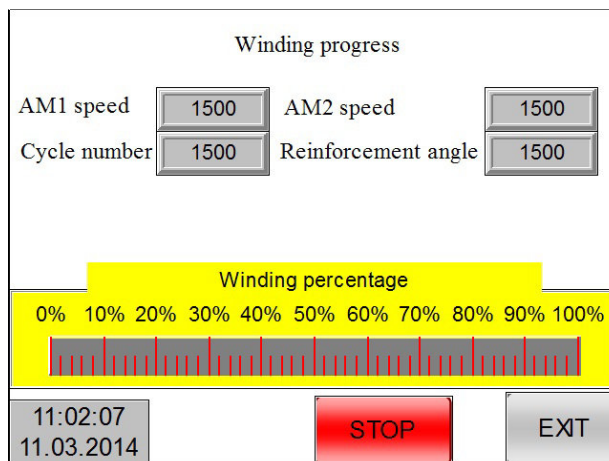 Winding progress
AM1 speed 1500 AM2 speed 1500
Cycle number 1500 Reinforcement angle 1500
Winding percentage
0% 10% 20% 30% 40% 50% 60% 70% 80% 90% 100%
11:02:07
11.03.2014
STOP
EXIT